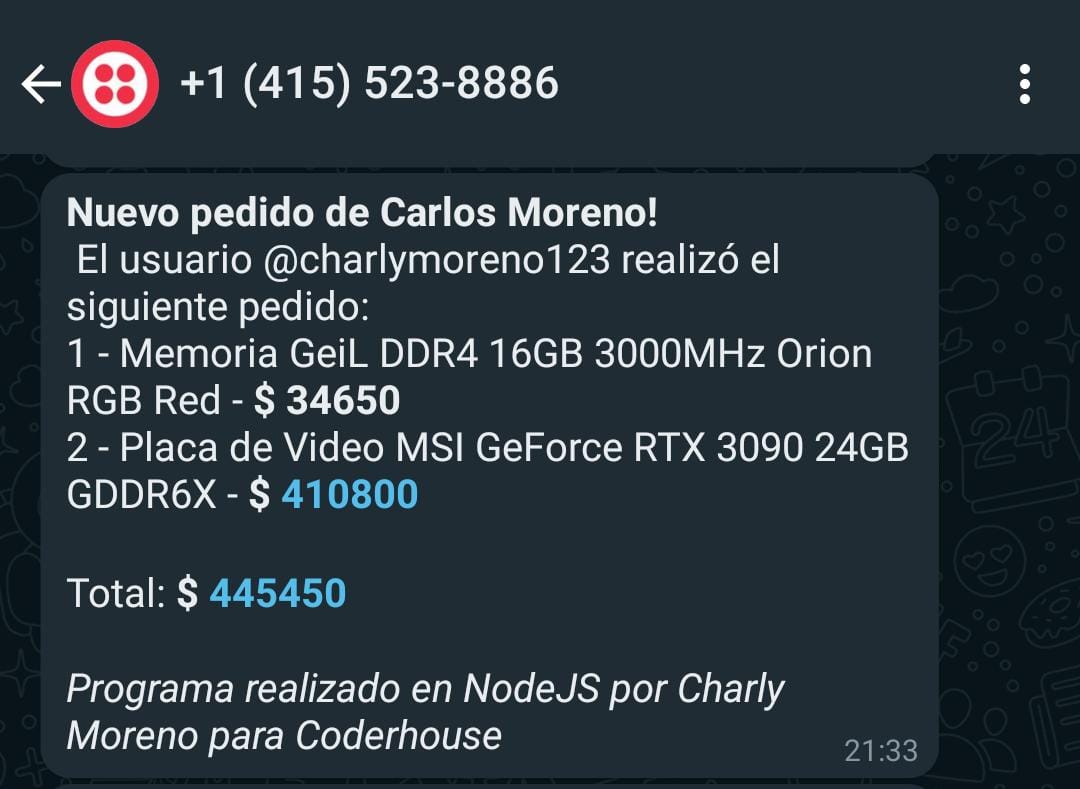 +1 (415) 523-8886
Nuevo pedido de Carlos Moreno!
El usuario @charlymoreno123 realizó el
siguiente pedido:
1 - Memoria GeiL DDR4 16GB 3000MHz Orion
RGB Red - $ 34650
2 - Placa de Video MSI GeForce RTX 3090 24GB
GDDR6X - $ 410800
Total: $ 445450
Programa realizado en NodeJS por Charly
Moreno para Coderhouse
21:33